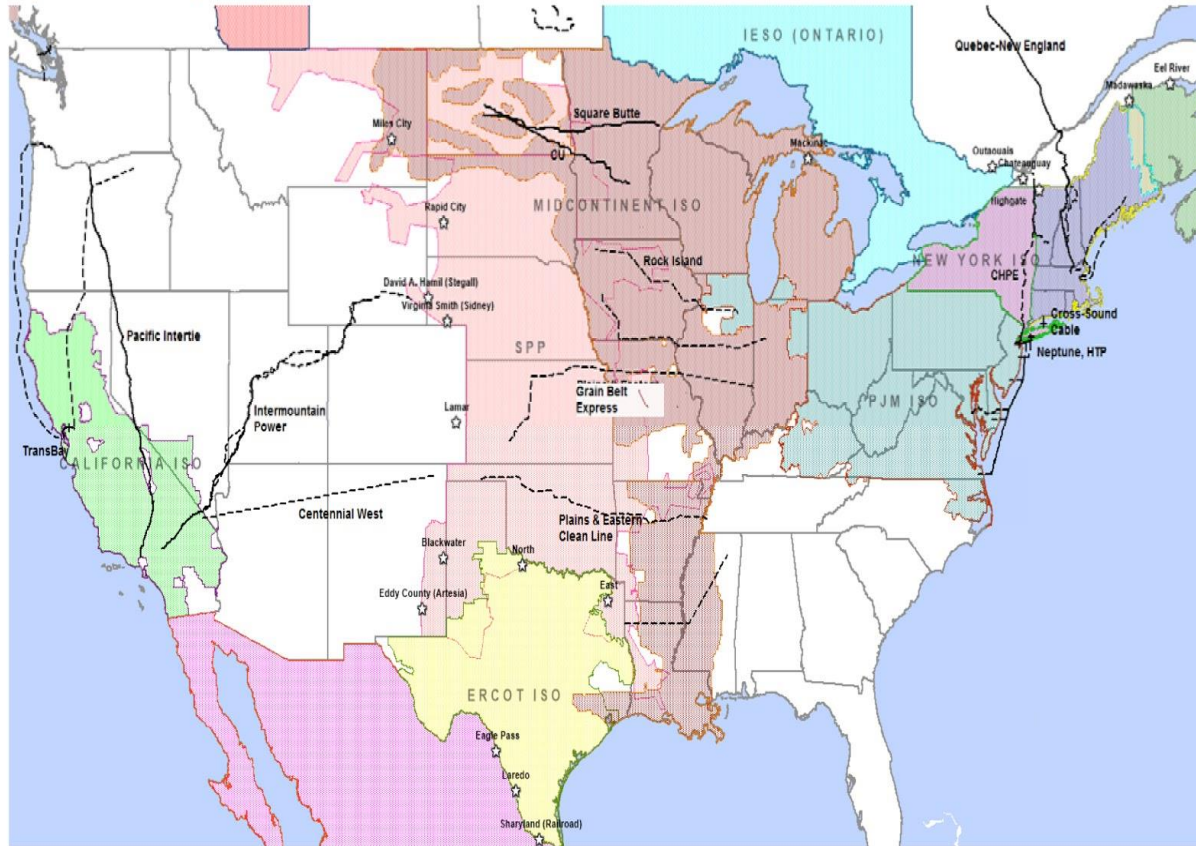 IESO (ONTARIO)
Quebec-New England
Eel River
Madawaska
Miles City
Square Butte
CU
Mackinac
Outaouais
Chateauguay
Highgate
Rapid City
MIDCONTINENT ISO
NEW YORK ISO
Rock Island
CHPE
David A. Hamil (Stegall)
Virginia Smith (Sidney)
Cross-Sound
Cable
Neptune, HTP
Pacific Intertie
SPP
Grain Belt
Express
PJM ISO
Intermountain
Power
Lamar
TransBay
CALIFORNIA ISO
Centennial West
Plains & Eastern
Clean Line
Blackwater
North
Eddy County (Artesia)
East
ERCOT ISO
Eagle Pass
Laredo
Sharyland (Railroad)